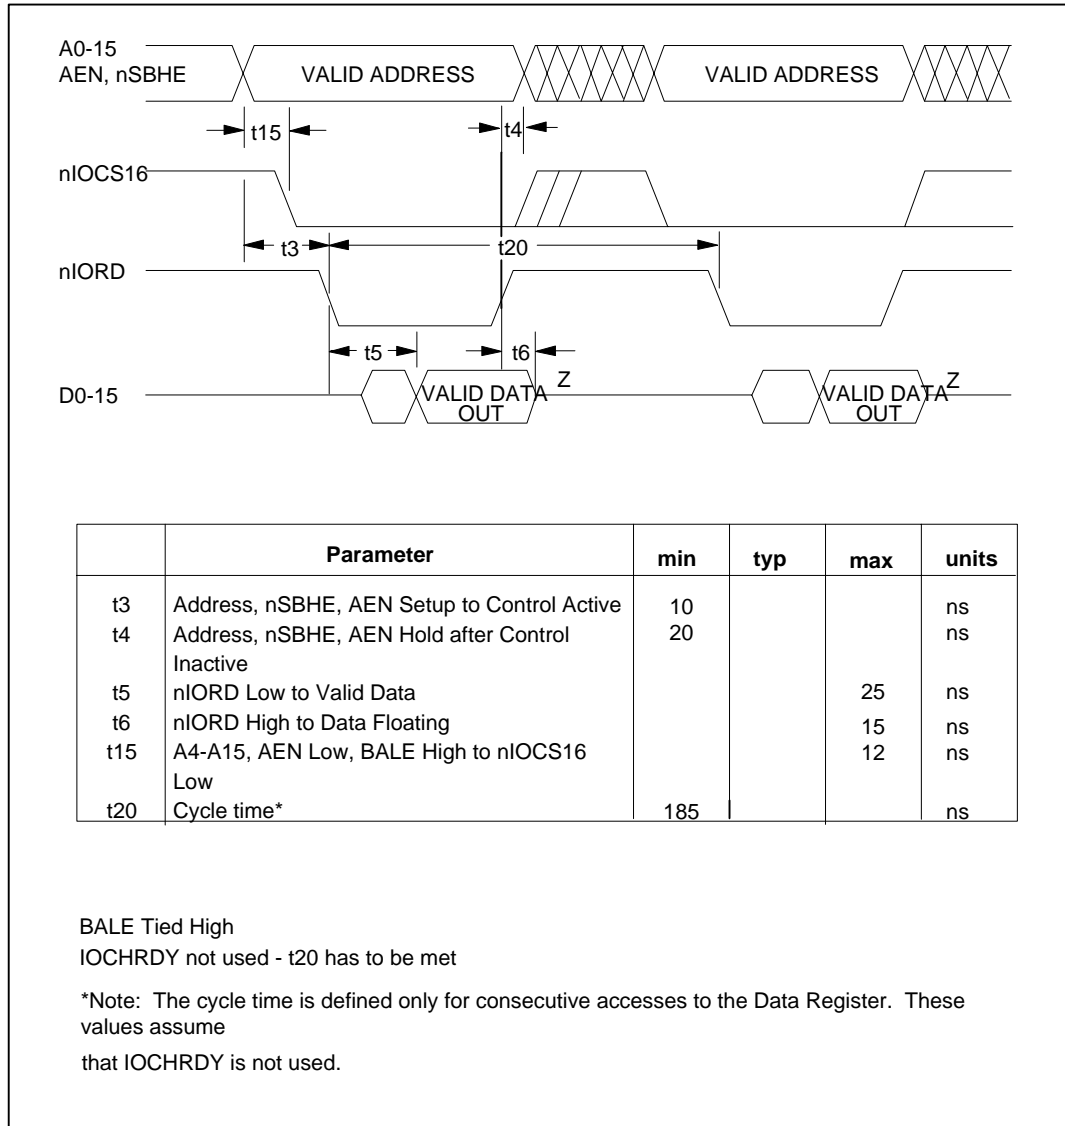 A0-15
AEN, nSBHE
VALID ADDRESS
VALID ADDRESS
t15
t4
nIOCS16
t3
t20
nIORD
t5
t6
D0-15
VALID DATA
OUT
Z
VALID DATA
OUT
Z
Parameter min typ max units
t3 Address, nSBHE, AEN Setup to Control Active 10 ns
t4 Address, nSBHE, AEN Hold after Control 20 ns
Inactive
t5 nIORD Low to Valid Data 25 ns
t6 nIORD High to Data Floating 15 ns
t15 A4-A15, AEN Low, BALE High to nIOCS16 12 ns
Low
t20 Cycle time* 185 ns
BALE Tied High
IOCHRDY not used - t20 has to be met
*Note: The cycle time is defined only for consecutive accesses to the Data Register. These
values assume
that IOCHRDY is not used.